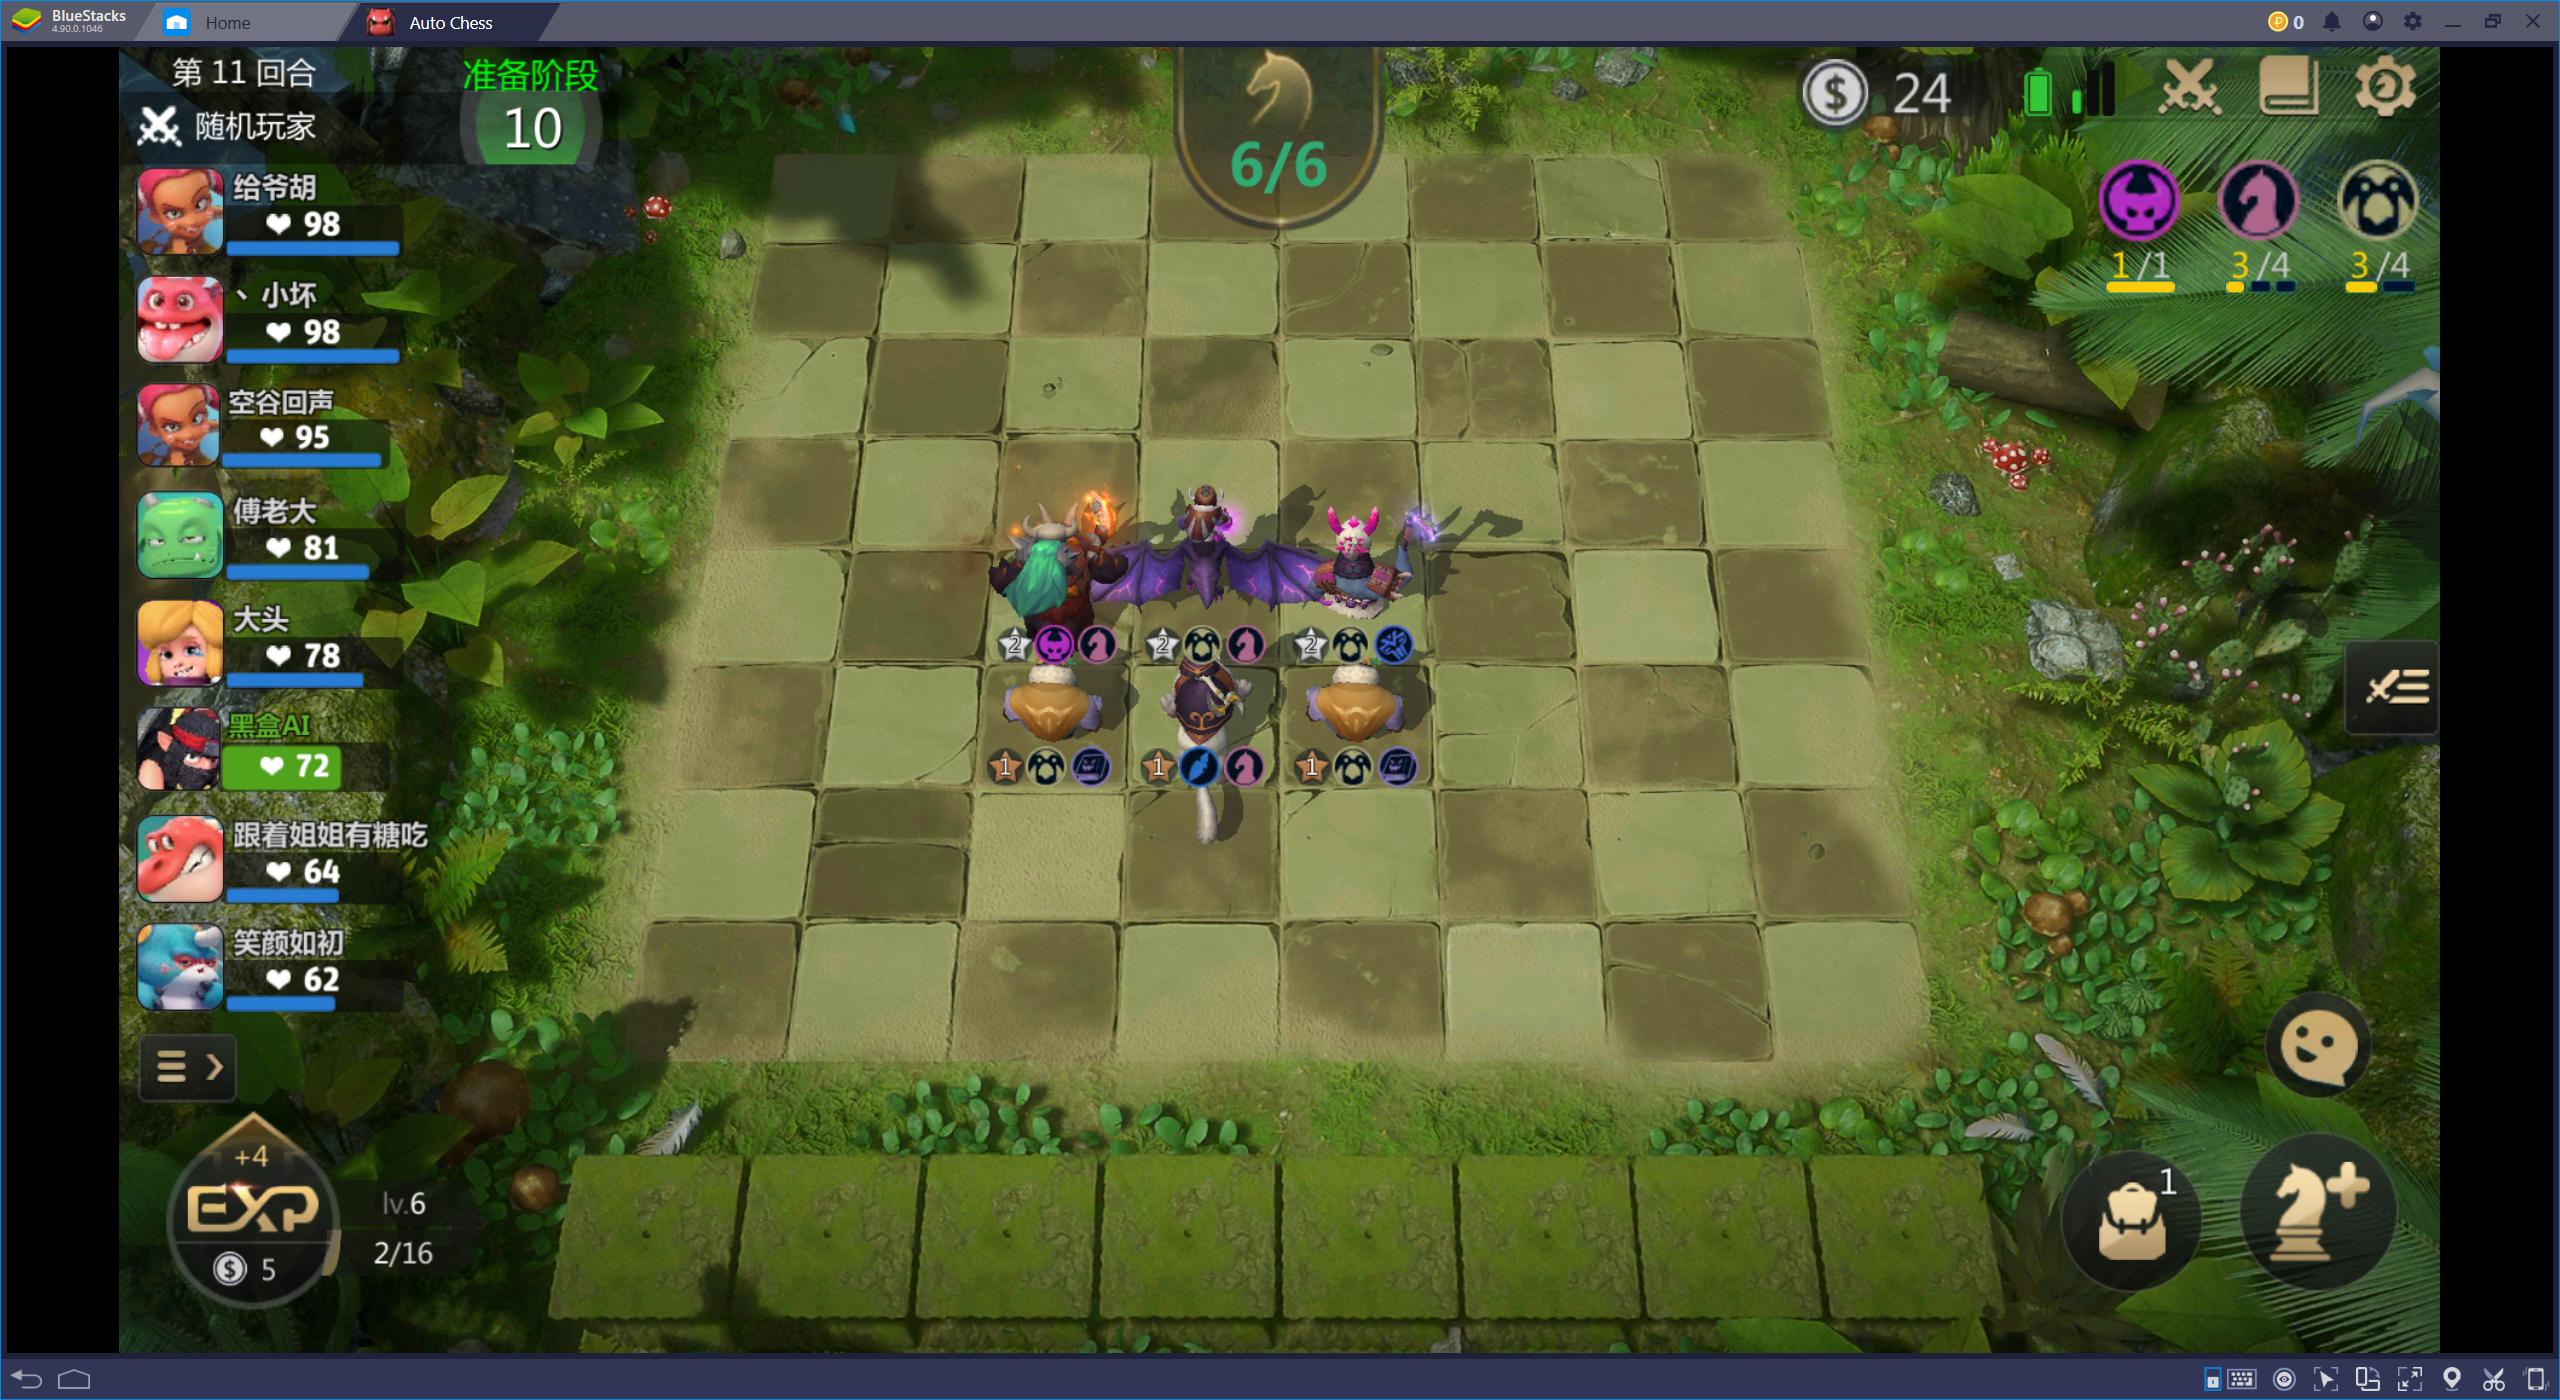 BlueStacks
4.90.0.1046
Home
Auto Chess
0
第 11 回合
准备阶段
随机玩家
10
6/6
24
给爷胡
98
丶小坏
98
空谷回声
95
傅老大
81
大头
78
黑盒AI
72
跟着姐姐有糖吃
64
笑颜如初
62
1/1
3/4
3/4
2
2
2
1
1
1
+4
EXP
5
lv.6
2/16
1